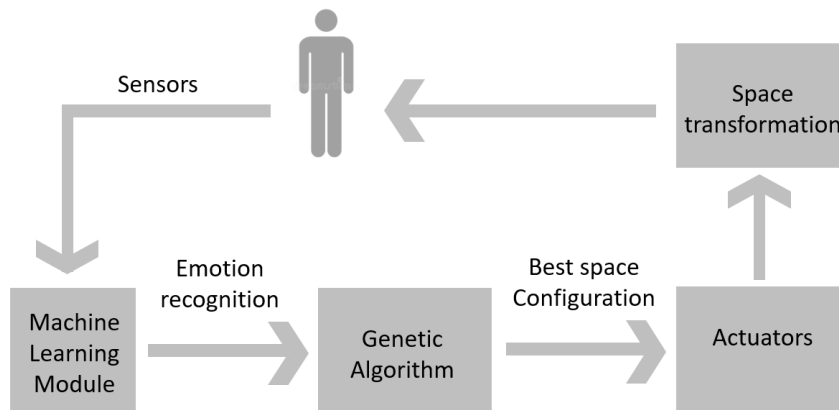 Sensors
Space
transformation
Emotion
recognition
Best space
Configuration
Machine
Learning
Module
Genetic
Algorithm
Actuators